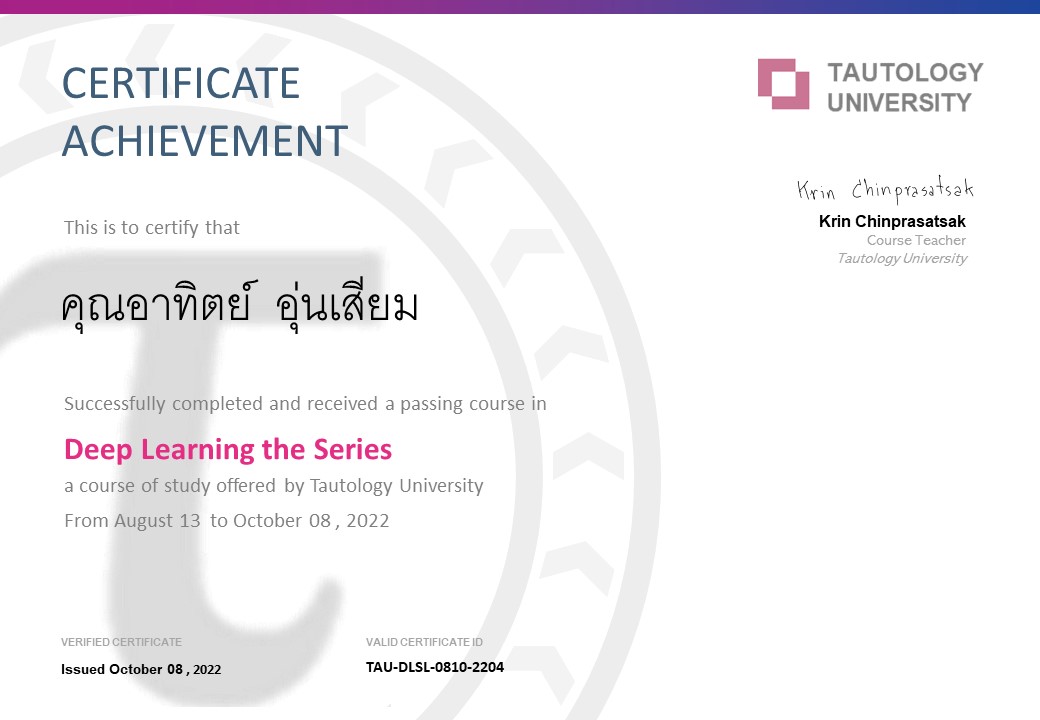 CERTIFICATE
ACHIEVEMENT
TAUTOLOGY
UNIVERSITY
Krin Chinprasatsak
Krin Chinprasatsak
Course Teacher
Tautology University
This is to certify that
คุณอาทิตย์ อุ่นเสียม
Successfully completed and received a passing course in
Deep Learning the Series
a course of study offered by Tautology University
From August 13 to October 08 , 2022
VERIFIED CERTIFICATE
Issued October 08 , 2022
VALID CERTIFICATE ID
TAU-DLSL-0810-2204